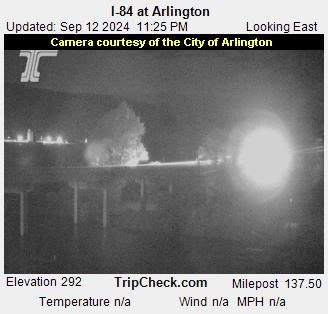 I-84 at Arlington
Updated: Sep 12 2024 11:25 PM Looking East
Camera courtesy of the City of Arlington
Elevation 292 TripCheck.com Milepost 137.50
Temperature n/a Wind n/a MPH n/a